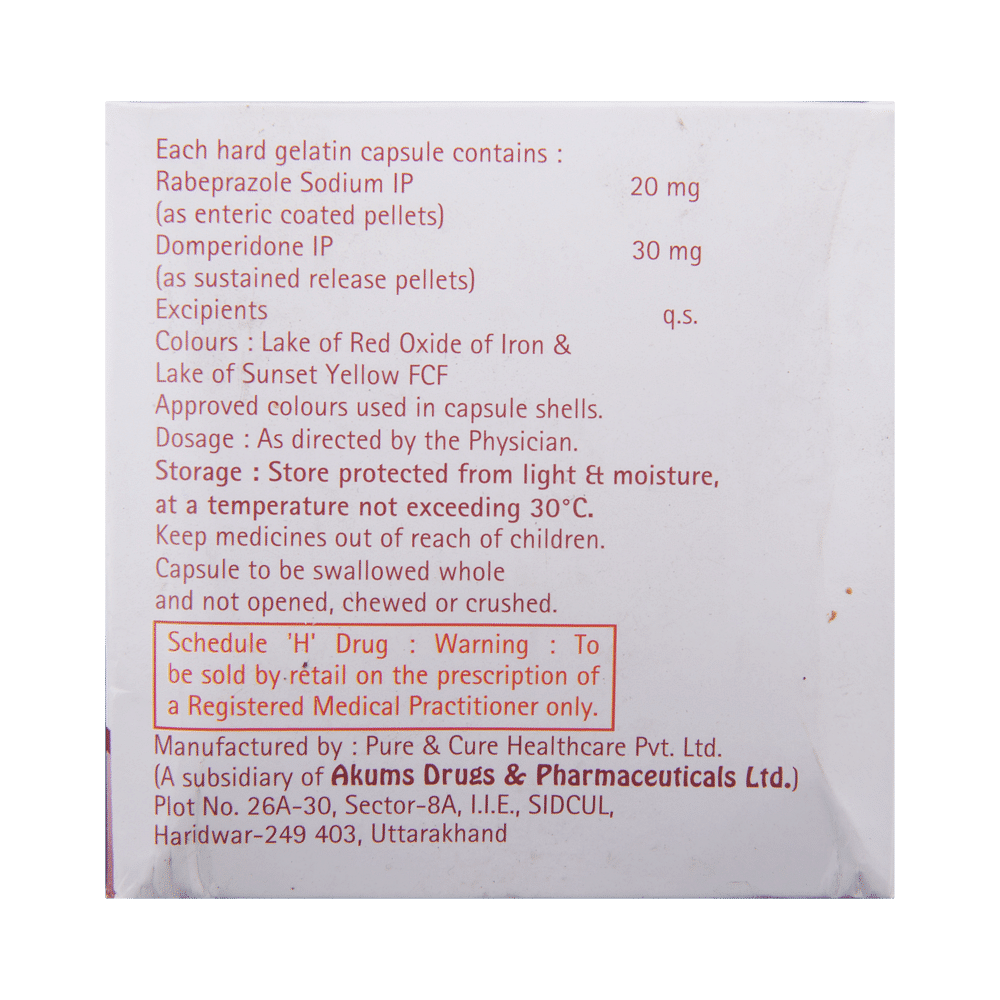 Each hard gelatin capsule contains :
Rabeprazole Sodium IP 20 mg
(as enteric coated pellets)
Domperidone IP 30 mg
(as sustained release pellets)
Excipients q.s.
Colours : Lake of Red Oxide of Iron &
Lake of Sunset Yellow FCF
Approved colours used in capsule shells.
Dosage : As directed by the Physician.
Storage : Store protected from light & moisture,
at a temperature not exceeding 30°C.
Keep medicines out of reach of children.
Capsule to be swallowed whole
and not opened, chewed or crushed.
Schedule 'H' Drug : Warning : To
be sold by retail on the prescription of
a Registered Medical Practitioner only.
Manufactured by : Pure & Cure Healthcare Pvt. Ltd.
(A subsidiary of Akums Drugs & Pharmaceuticals Ltd.)
Plot No. 26A-30, Sector-8A, I.I.E., SIDCUL,
Haridwar-249 403, Uttarakhand